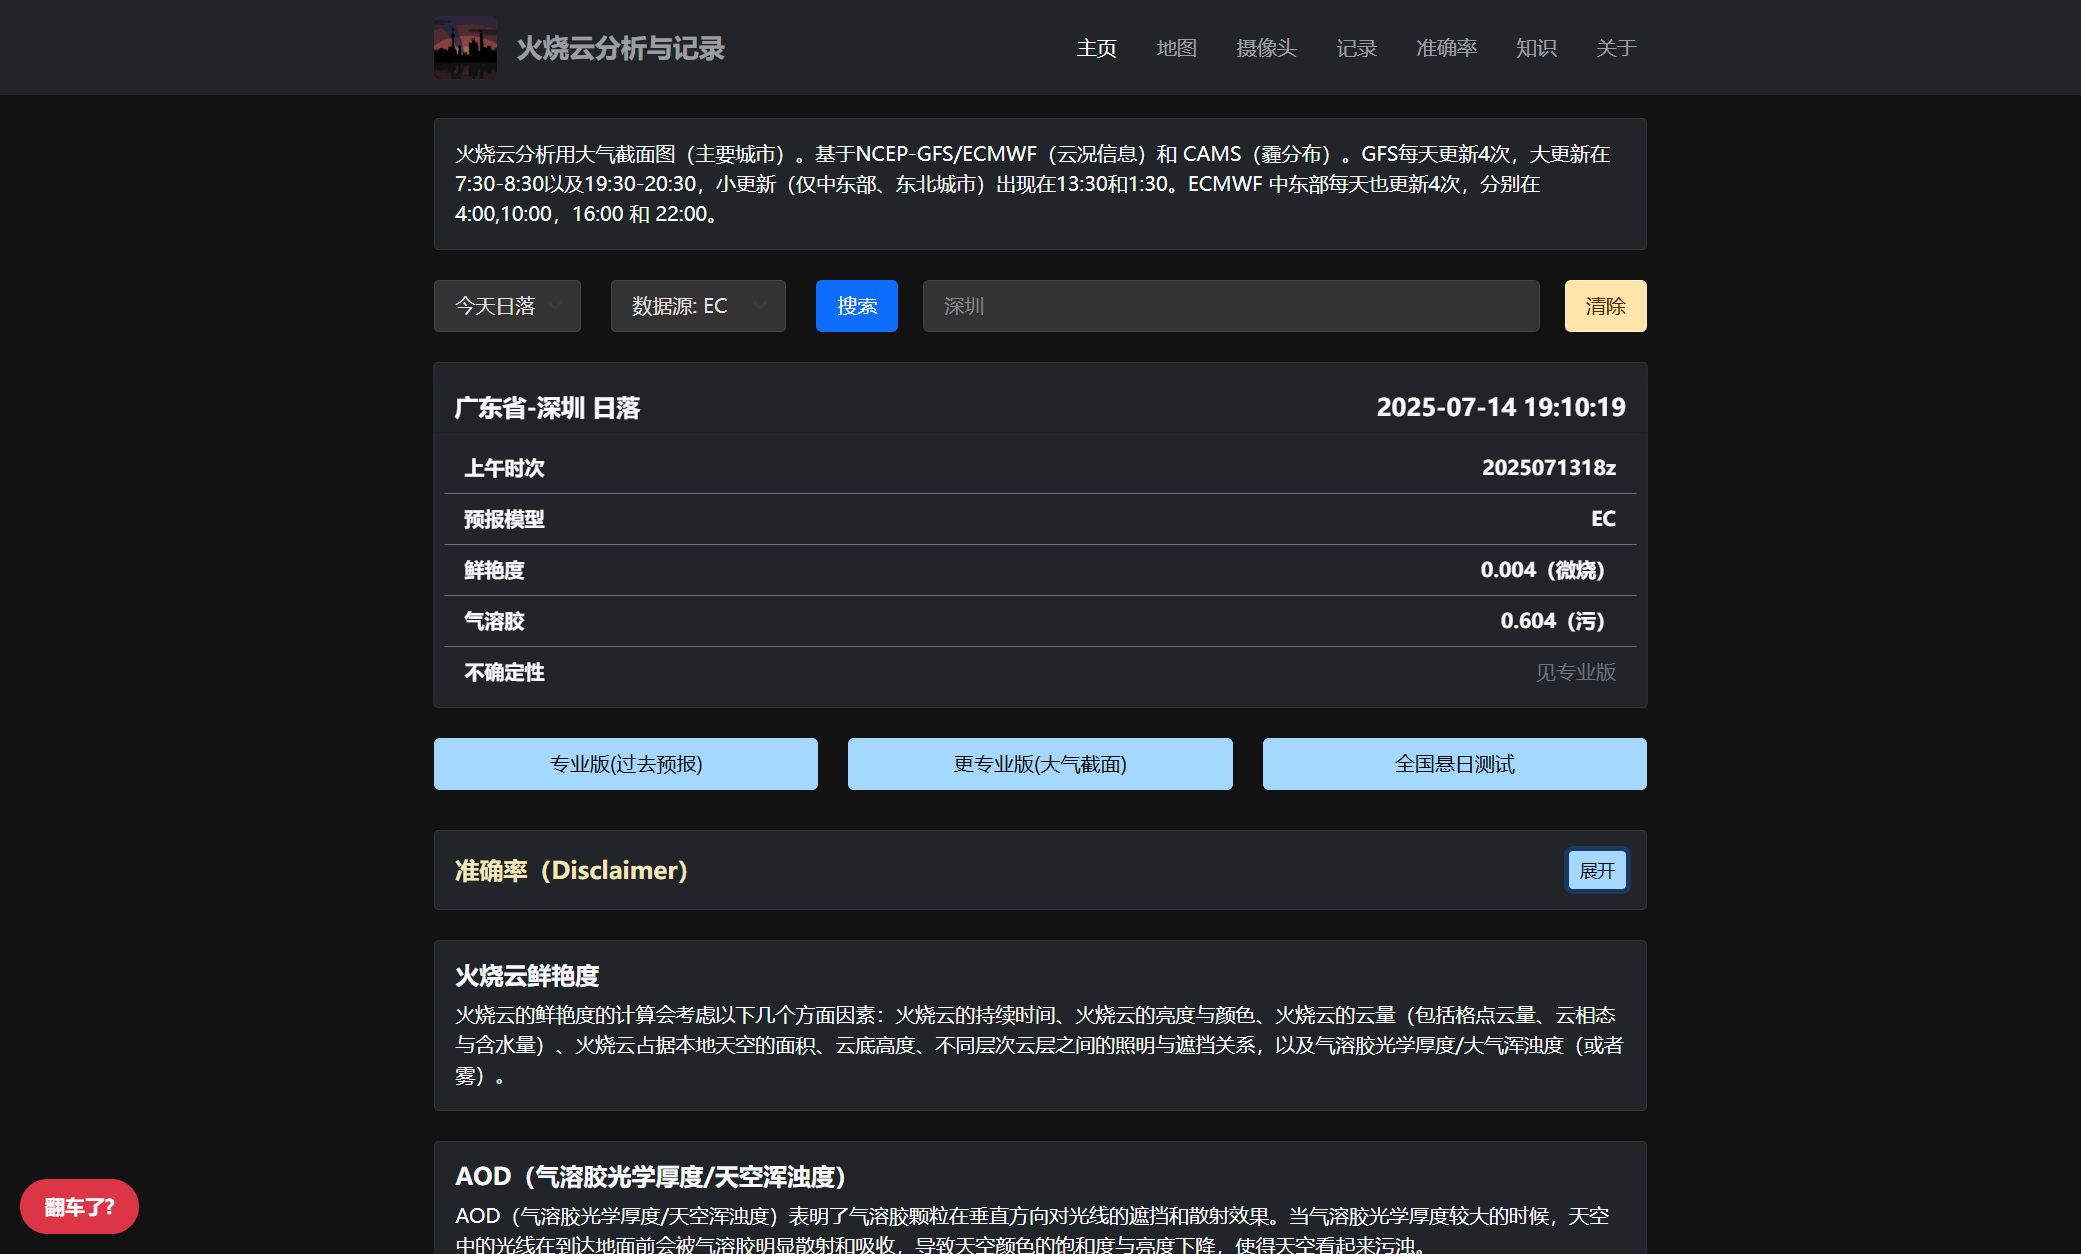 火烧云分析与记录
主页 地图 摄像头 记录 准确率 知识 关于
火烧云分析用大气截面图（主要城市）。基于NCEP-GFS/ECMWF（云况信息）和 CAMS（霾分布）。GFS每天更新4次，大更新在
7:30-8:30以及19:30-20:30，小更新（仅中东部、东北城市）出现在13:30和1:30。ECMWF 中东部每天也更新4次，分别在
4:00,10:00，16:00 和 22:00。
今天日落 数据源: EC 搜索 深圳 清除
广东省-深圳 日落 2025-07-14 19:10:19
上午时次 2025071318z
预报模型 EC
鲜艳度 0.004（微烧）
气溶胶 0.604（污）
不确定性 见专业版
专业版(过去预报) 更专业版(大气截面) 全国悬日测试
准确率（Disclaimer） 展开
火烧云鲜艳度
火烧云的鲜艳度的计算会考虑以下几个方面因素：火烧云的持续时间、火烧云的亮度与颜色、火烧云的云量（包括格点云量、云相态
与含水量）、火烧云占据本地天空的面积、云底高度、不同层次云层之间的照明与遮挡关系，以及气溶胶光学厚度/大气浑浊度（或者
雾）。
AOD（气溶胶光学厚度/天空浑浊度）
AOD（气溶胶光学厚度/天空浑浊度）表明了气溶胶颗粒在垂直方向对光线的遮挡和散射效果。当气溶胶光学厚度较大的时候，天空
中的光线在到达地面前会被气溶胶明显散射和吸收，导致天空颜色的饱和度与亮度下降，使得天空看起来污浊。
翻车了?